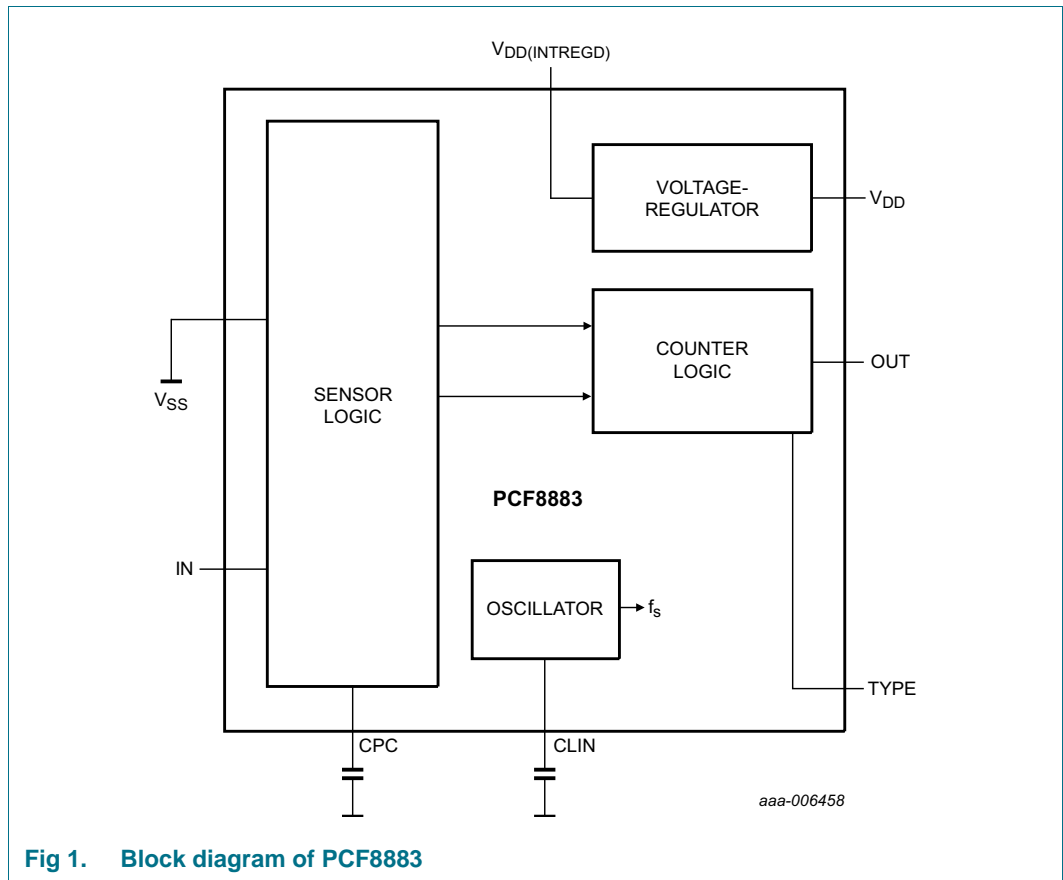 VDD(INTREGD)
VOLTAGE-
REGULATOR
VDD
COUNTER
LOGIC
OUT
SENSOR
LOGIC
VSS
PCF8883
IN
OSCILLATOR
fs
TYPE
CPC
CLIN
aaa-006458
Fig 1. Block diagram of PCF8883